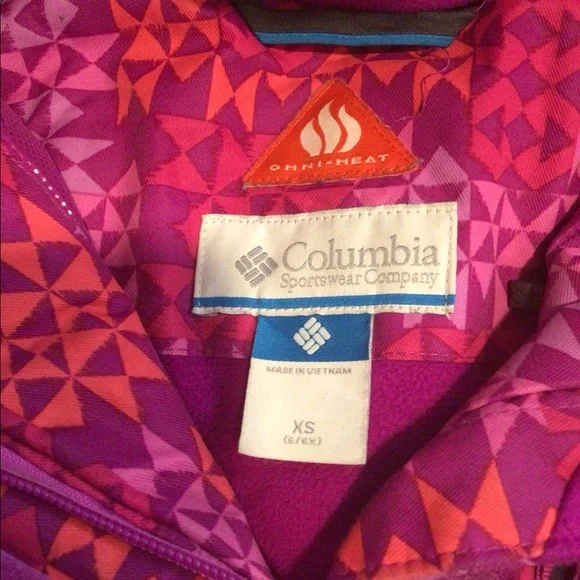 OMNI-HEAT
Columbia
Sportswear Company
MADE IN VIETNAM
XS
(6/6X)